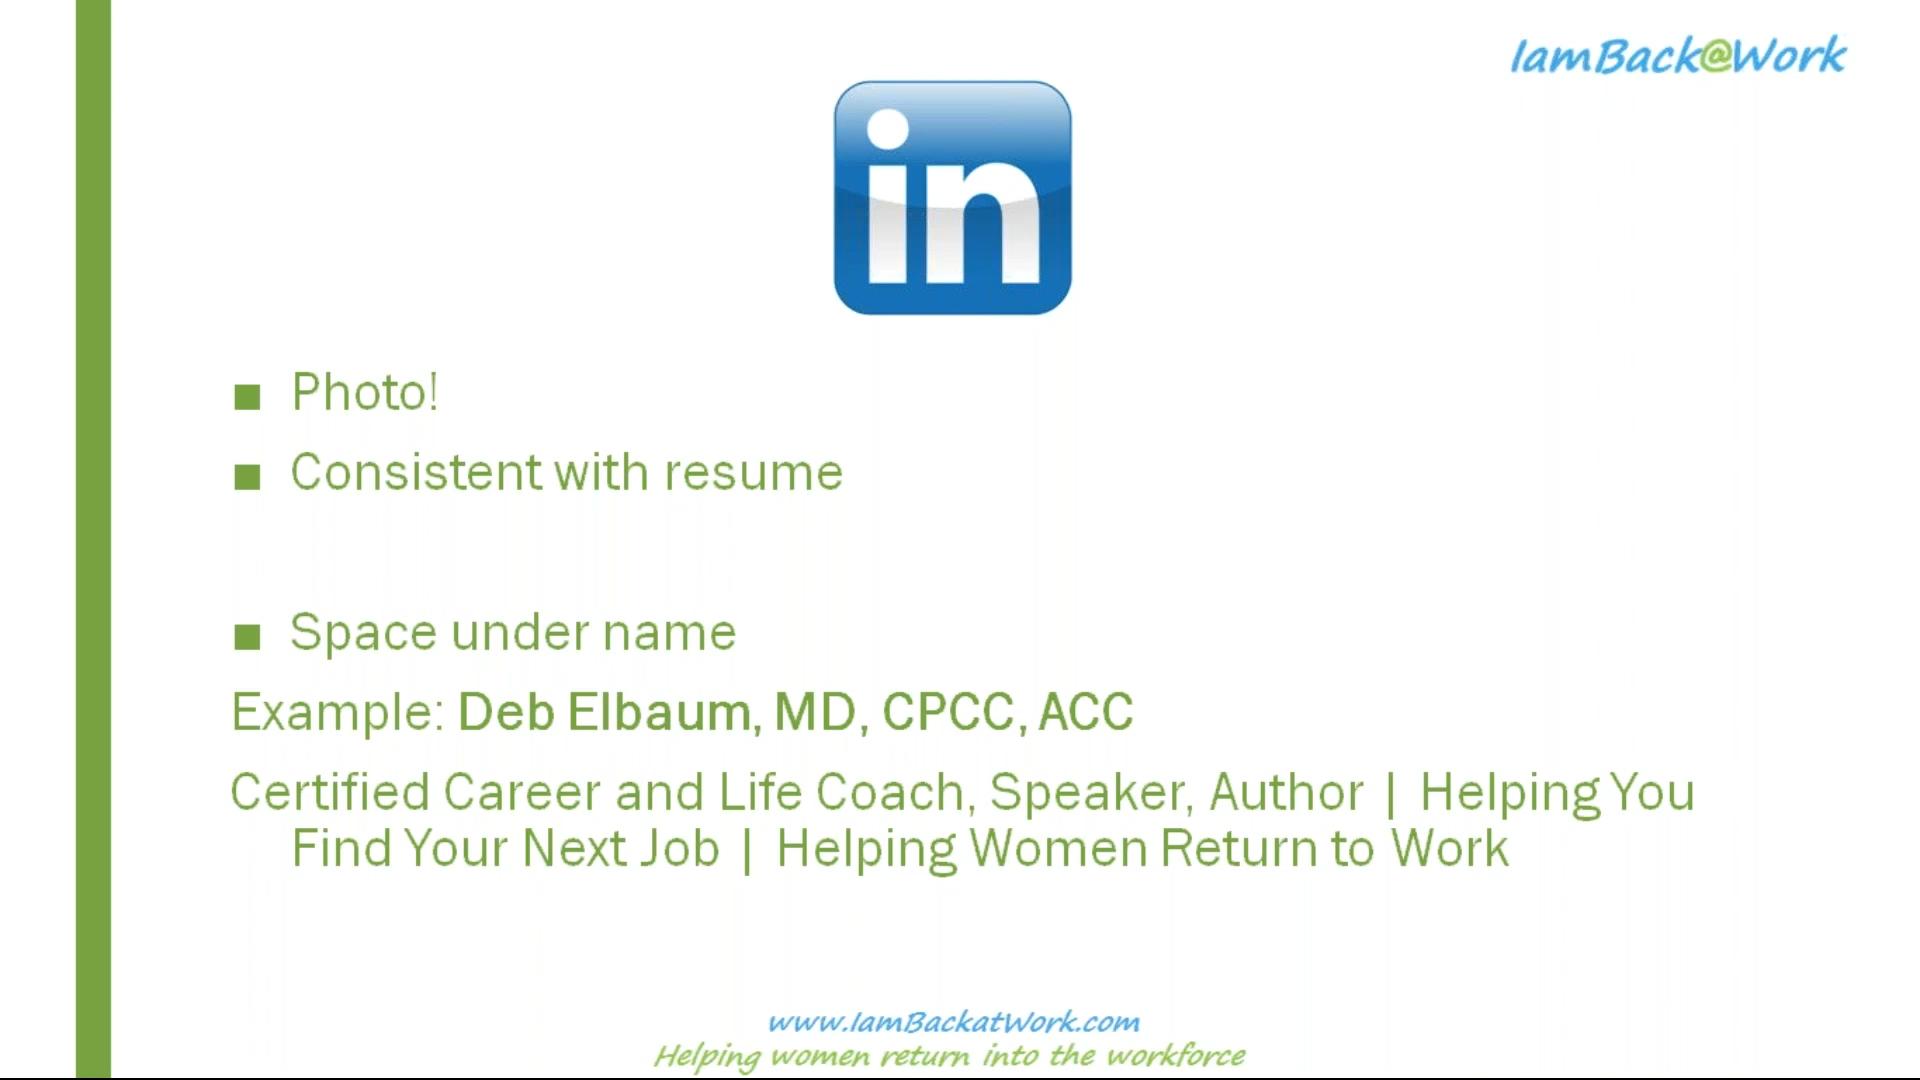 IamBack@Work
in
■ Photo!
■ Consistent with resume
■ Space under name
Example: Deb Elbaum, MD, CPCC, ACC
Certified Career and Life Coach, Speaker, Author | Helping You
Find Your Next Job | Helping Women Return to Work
www.IamBackatWork.com
Helping women return into the workforce